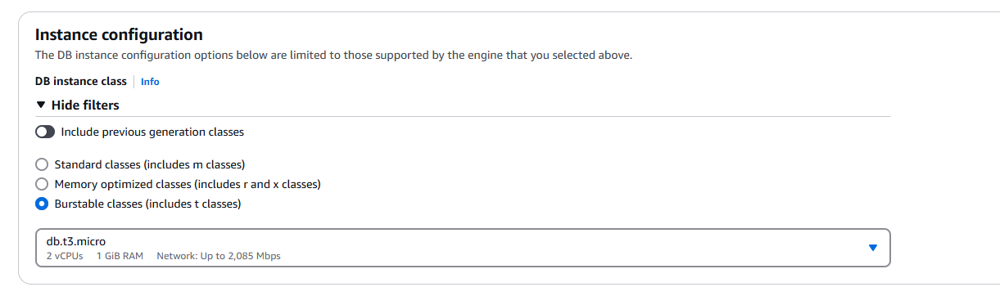 Instance configuration
The DB instance configuration options below are limited to those supported by the engine that you selected above.
DB instance class Info
Hide filters
Include previous generation classes
Standard classes (includes m classes)
Memory optimized classes (includes r and x classes)
Burstable classes (includes t classes)
db.t3.micro
2 vCPUs 1 GiB RAM Network: Up to 2,085 Mbps